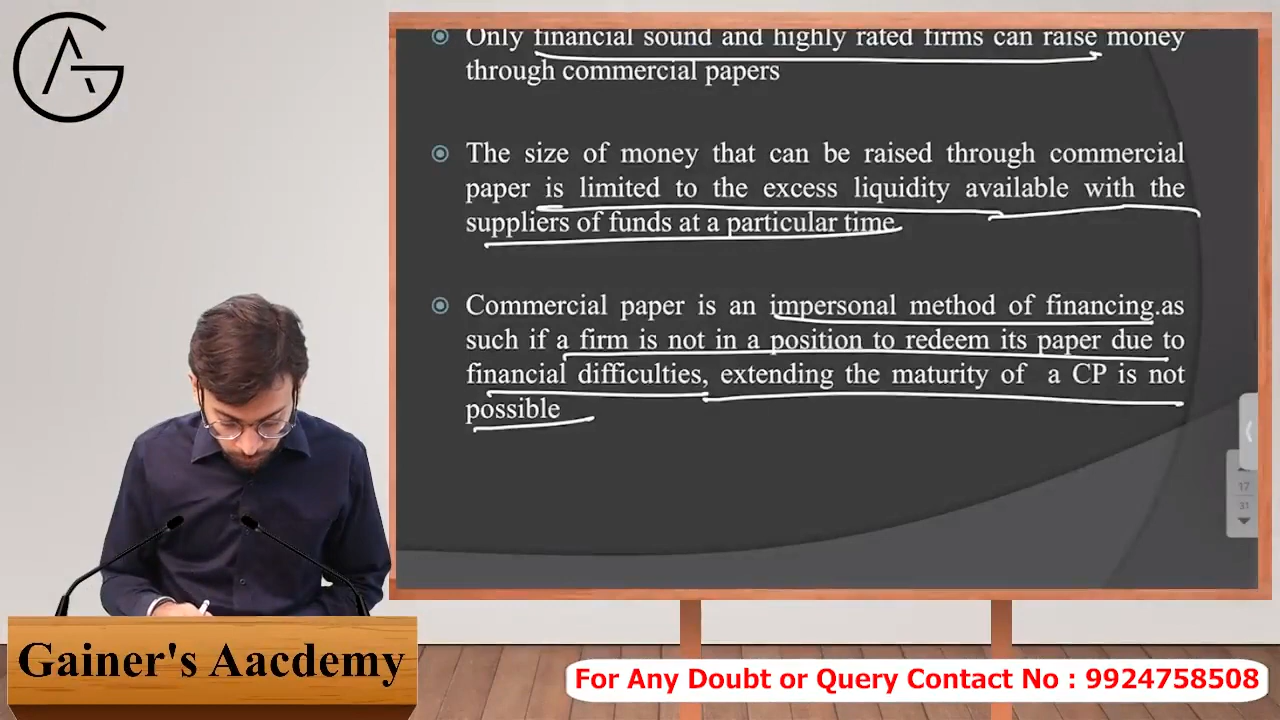 Only financial sound and highly rated firms can raise money
through commercial papers
The size of money that can be raised through commercial
paper is limited to the excess liquidity available with the
suppliers of funds at a particular time
Commercial paper is an impersonal method of financing.as
such if a firm is not in a position to redeem its paper due to
financial difficulties, extending the maturity of a CP is not
possible
17
31
Gainer's Aacdemy
For Any Doubt or Query Contact No : 9924758508